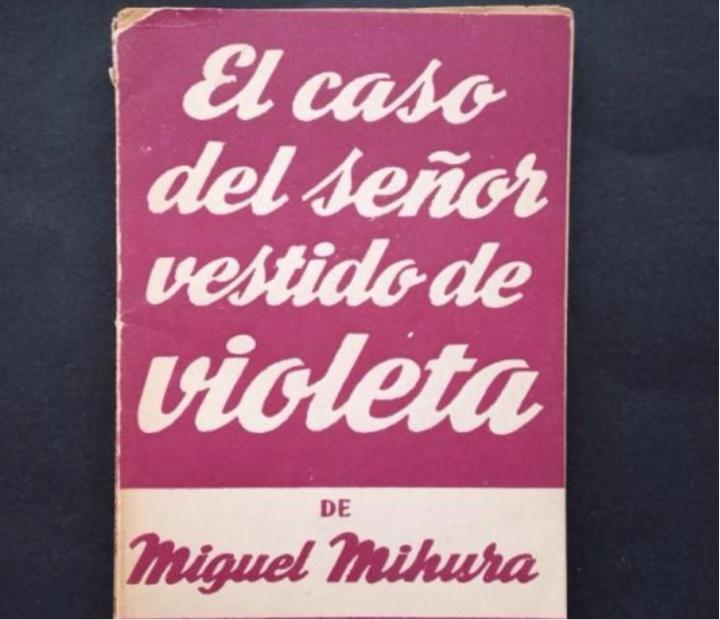 El caso
del señor
vestido de
violeta
DE
Miguel Mihura